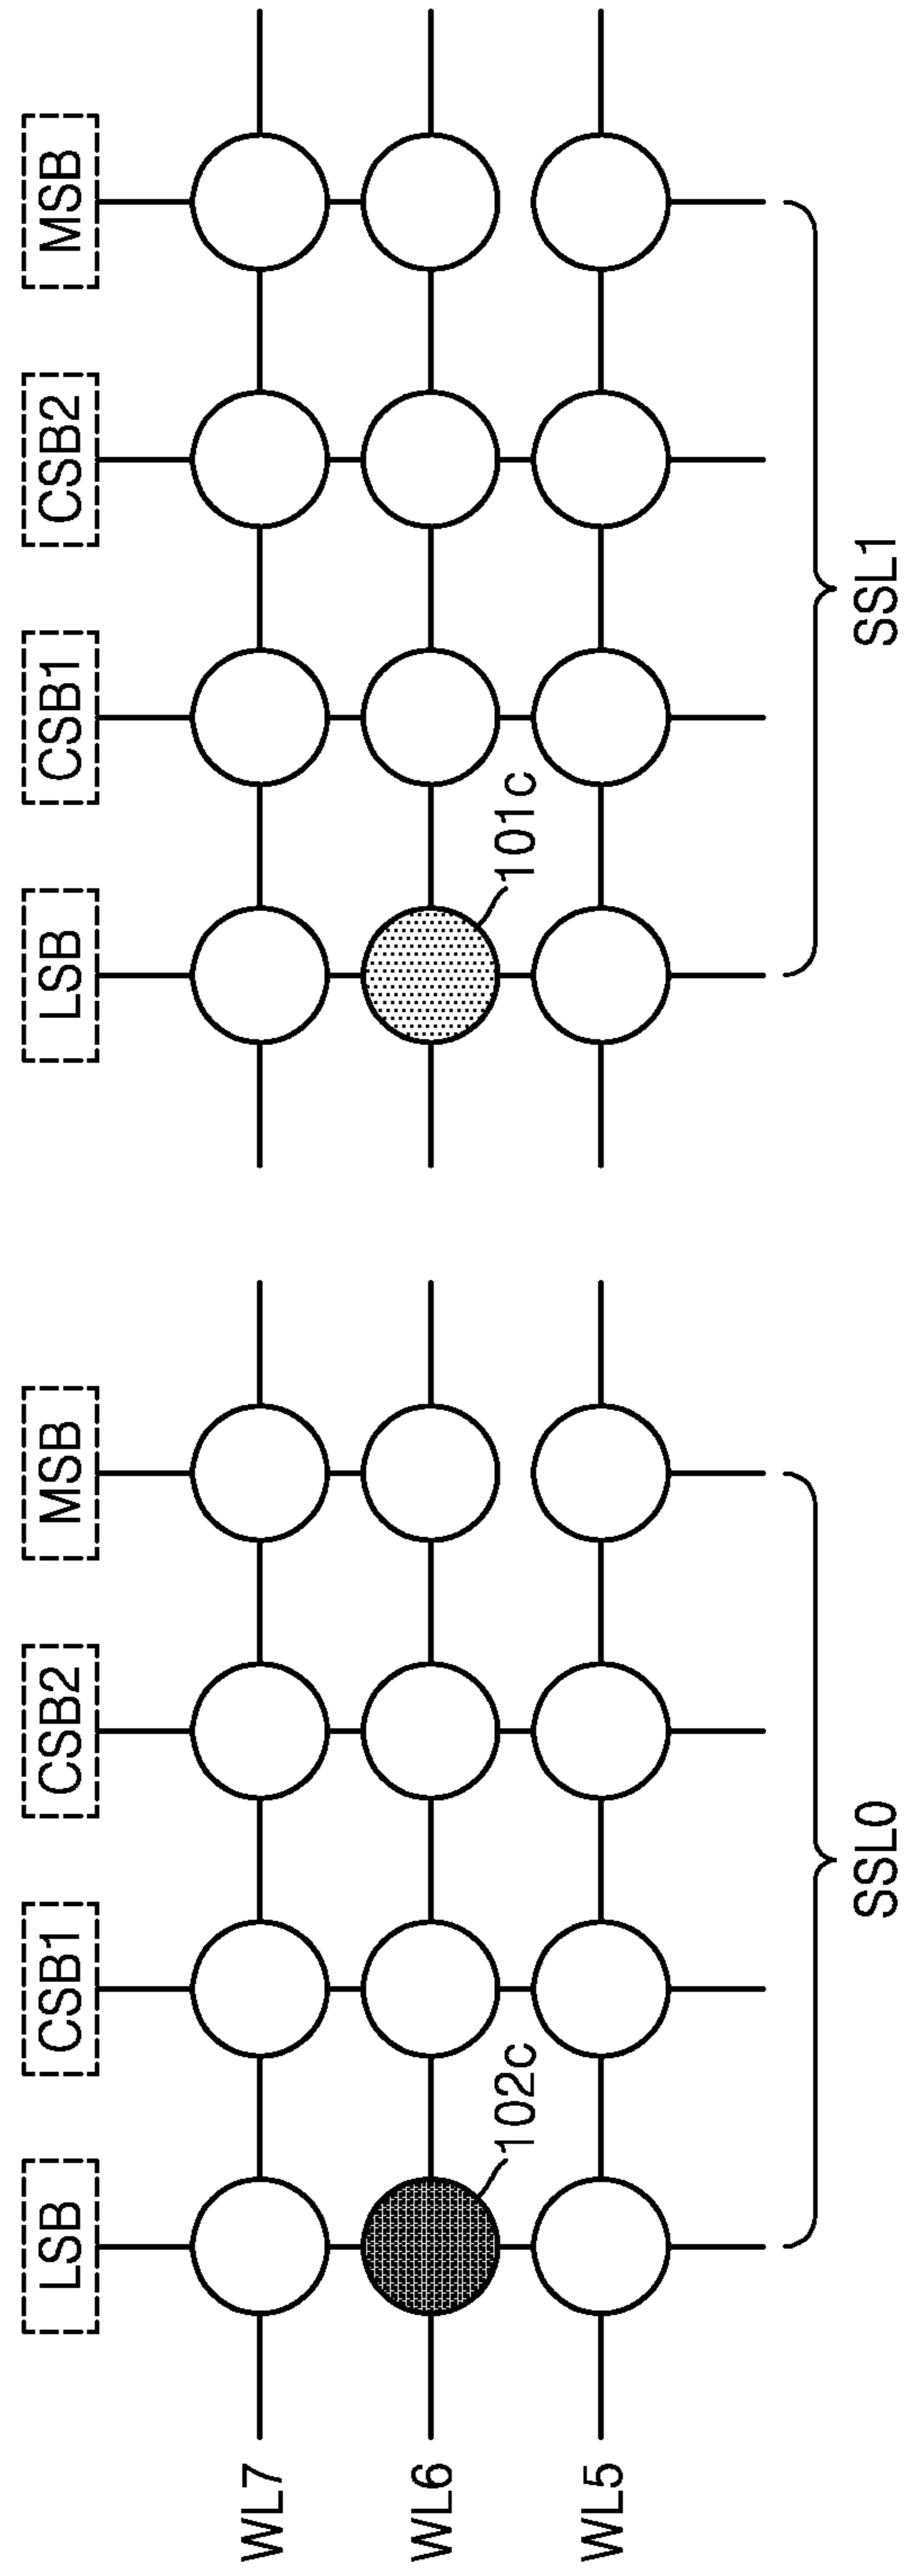 LSB CSB1 CSB2 MSB LSB CSB1 CSB2 MSB
WL7
WL6
102c 101c
WL5
SSL0 SSL1